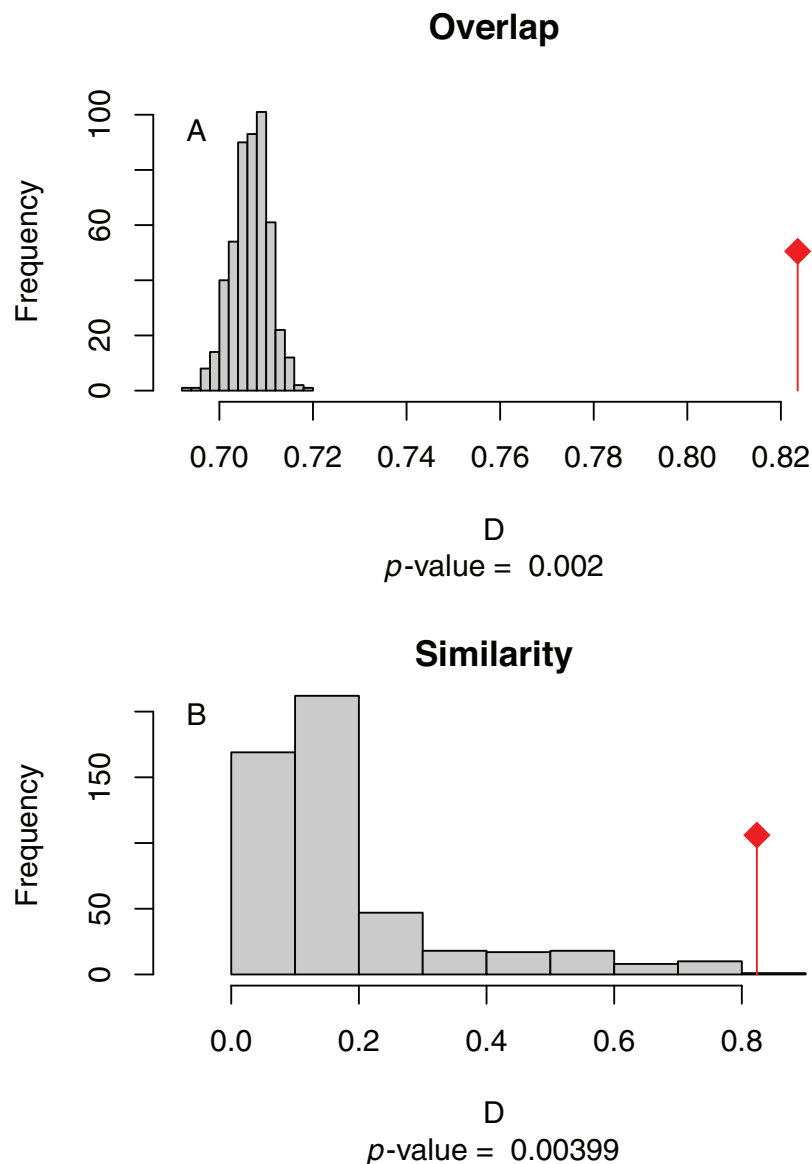 Overlap
A
Frequency
100
60
20
0
0.70 0.72 0.74 0.76 0.78 0.80 0.82
D
p-value = 0.002
Similarity
B
Frequency
150
50
0
0.0 0.2 0.4 0.6 0.8
D
p-value = 0.00399